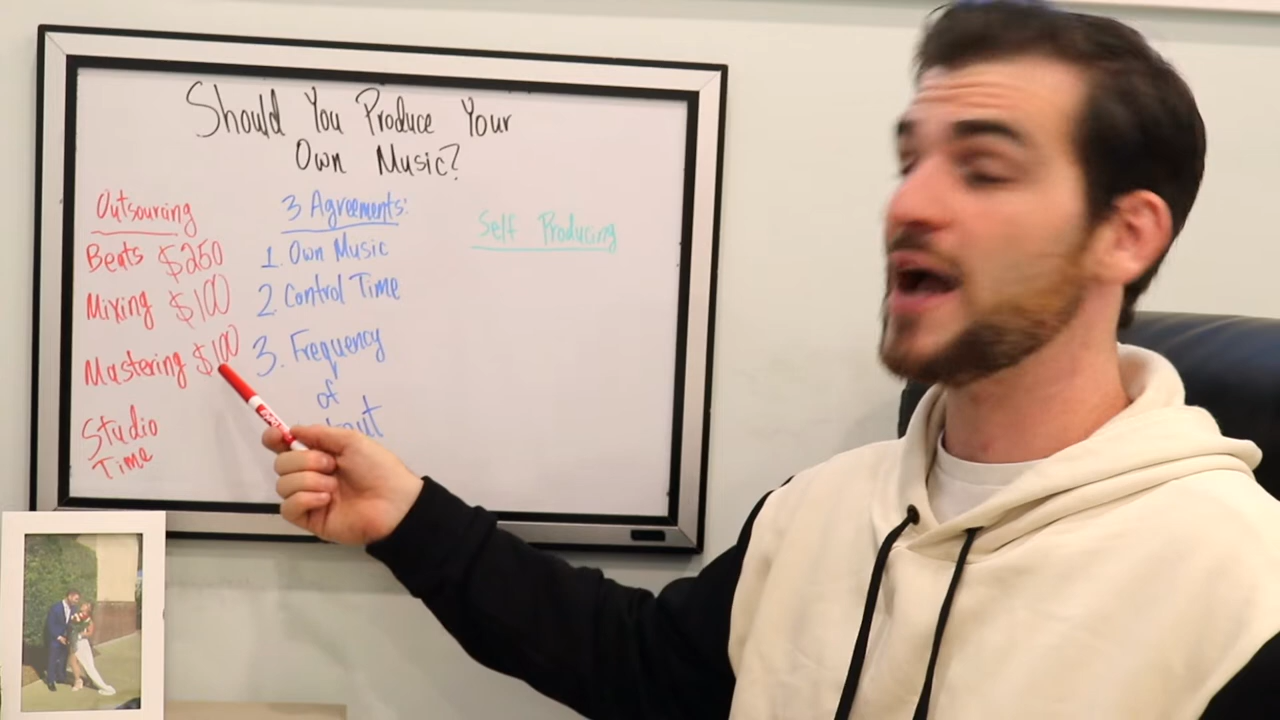 Should You Produce Your
Own Music?
Outsourcing
Beats $250
Mixing $100
Mastering $100
Studio
Time
3 Agreements:
1. Own Music
2. Control Time
3. Frequency
of
Self Producing